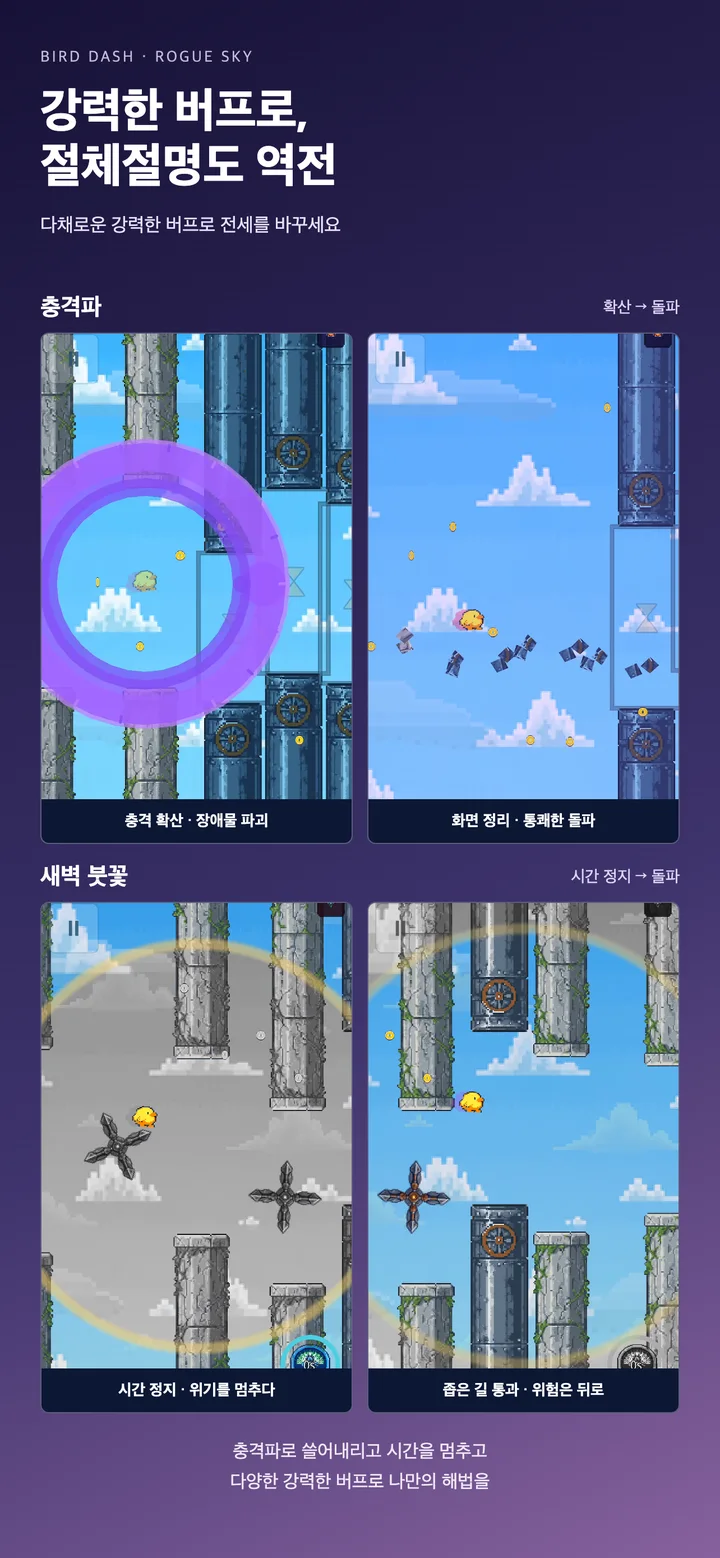 BIRD DASH · ROGUE SKY
강력한 버프로,
절체절명도 역전
다채로운 강력한 버프로 전세를 바꾸세요
충격파
확산 → 돌파
충격 확산 · 장애물 파괴
화면 정리 · 통쾌한 돌파
새벽 붓꽃
시간 정지 → 돌파
시간 정지 · 위기를 멈추다
좁은 길 통과 · 위험은 뒤로
충격파로 쓸어내리고 시간을 멈추고
다양한 강력한 버프로 나만의 해법을